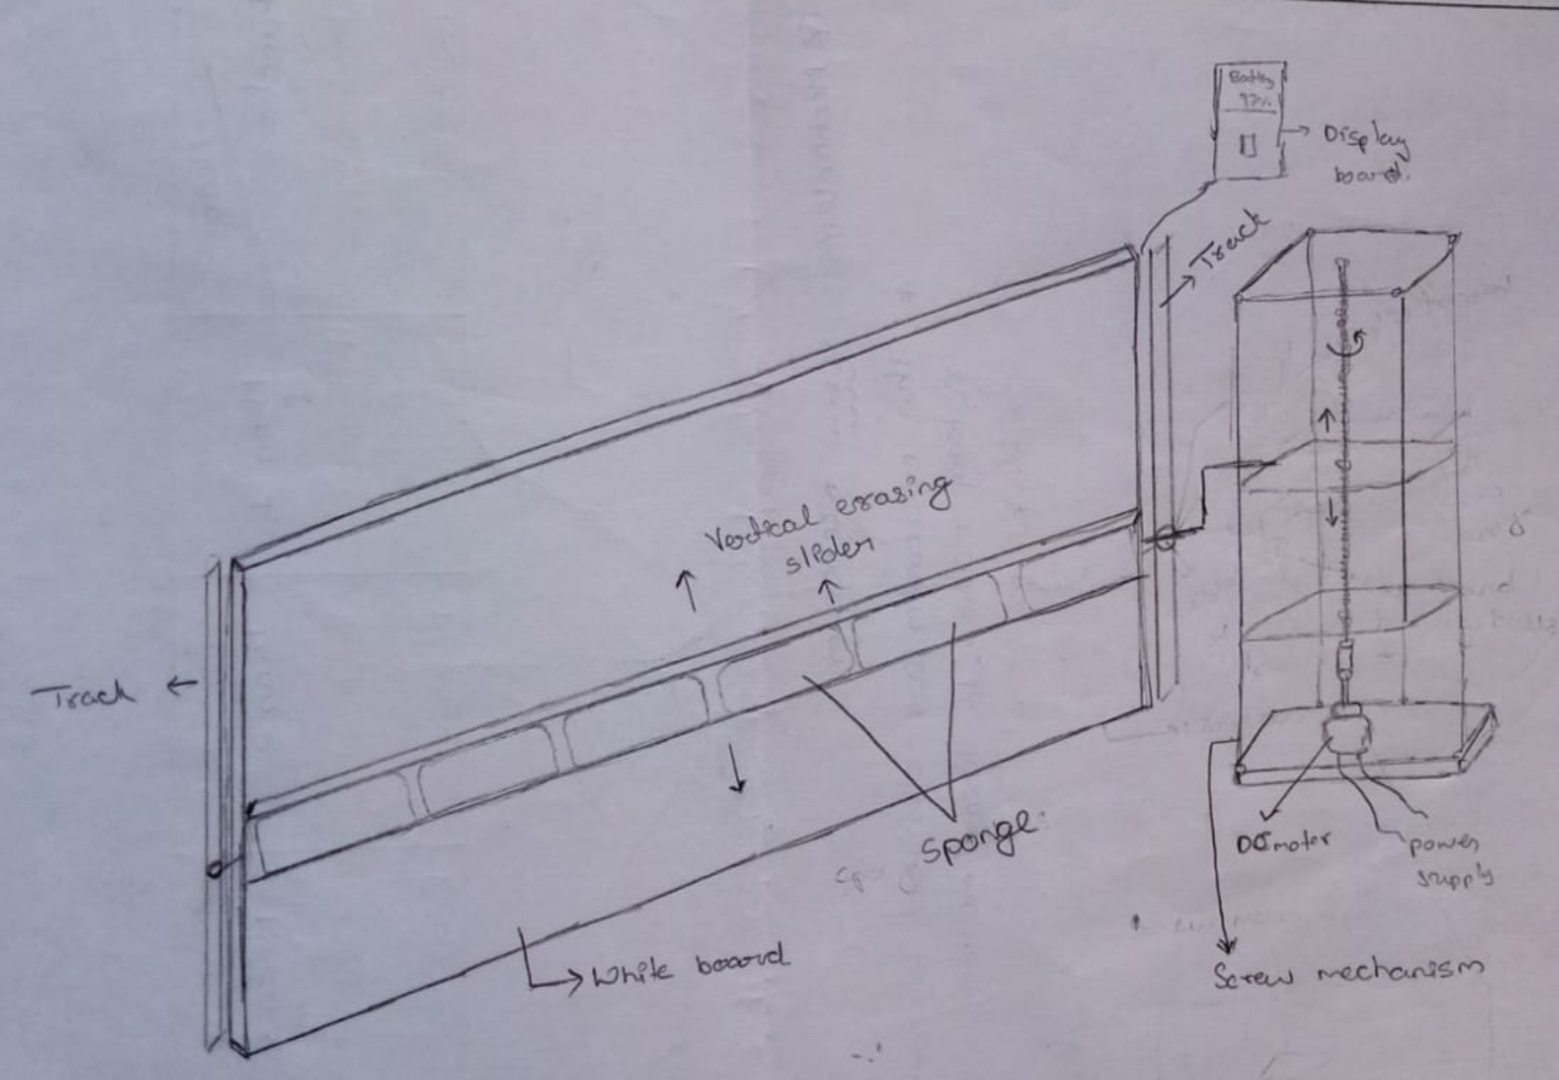 Battery
97%
Display
board.
Track
Vertical erasing
slider
Track
Sponge
DC motor
power
supply
White board
Screw mechanism